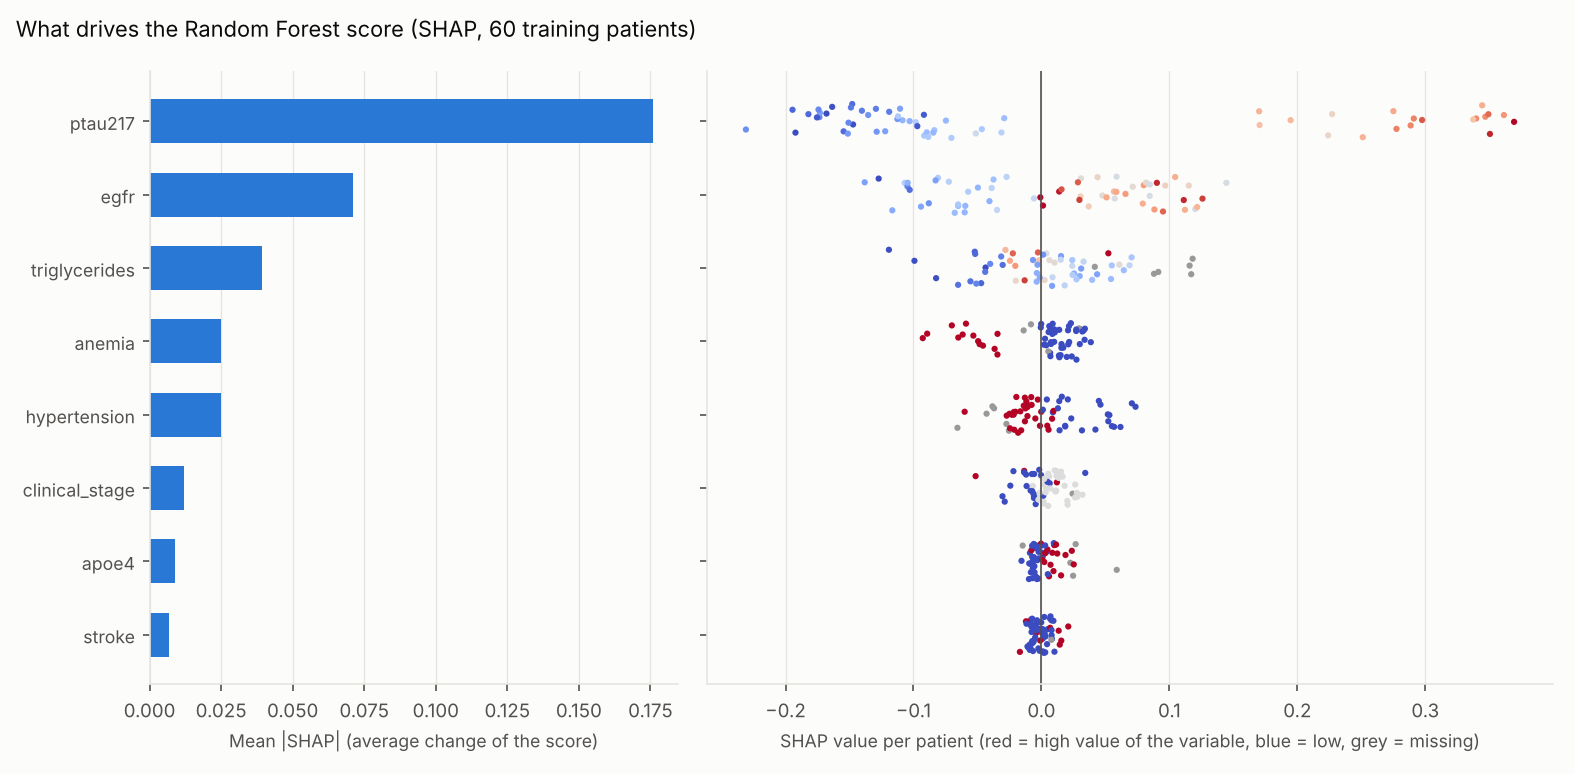 What drives the Random Forest score (SHAP, 60 training patients)
ptau217
egfr
triglycerides
anemia
hypertension
clinical_stage
apoe4
stroke
0.000 0.025 0.050 0.075 0.100 0.125 0.150 0.175
Mean |SHAP| (average change of the score)
−0.2 −0.1 0.0 0.1 0.2 0.3
SHAP value per patient (red = high value of the variable, blue = low, grey = missing)